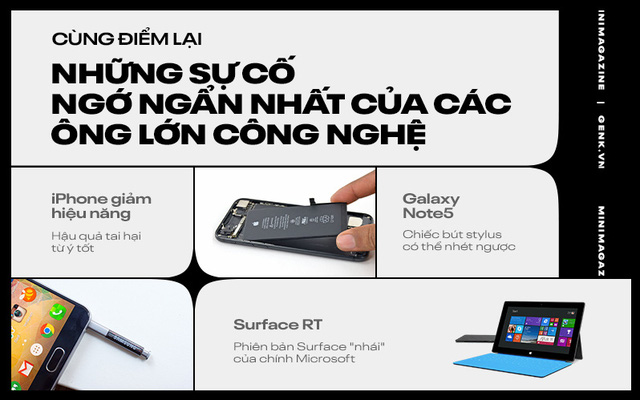 CÙNG ĐIỂM LẠI
NHỮNG SỰ CỐ
NGỚ NGẨN NHẤT CỦA CÁC
ÔNG LỚN CÔNG NGHỆ
INIMAGAZINE | GENK.VN
MINIMAGAZ
iPhone giảm
hiệu năng
Hậu quả tai hại
từ ý tốt
Galaxy
Note5
Chiếc bút stylus
có thể nhét ngược
SAMSUNG
Surface RT
Phiên bản Surface "nhái"
của chính Microsoft